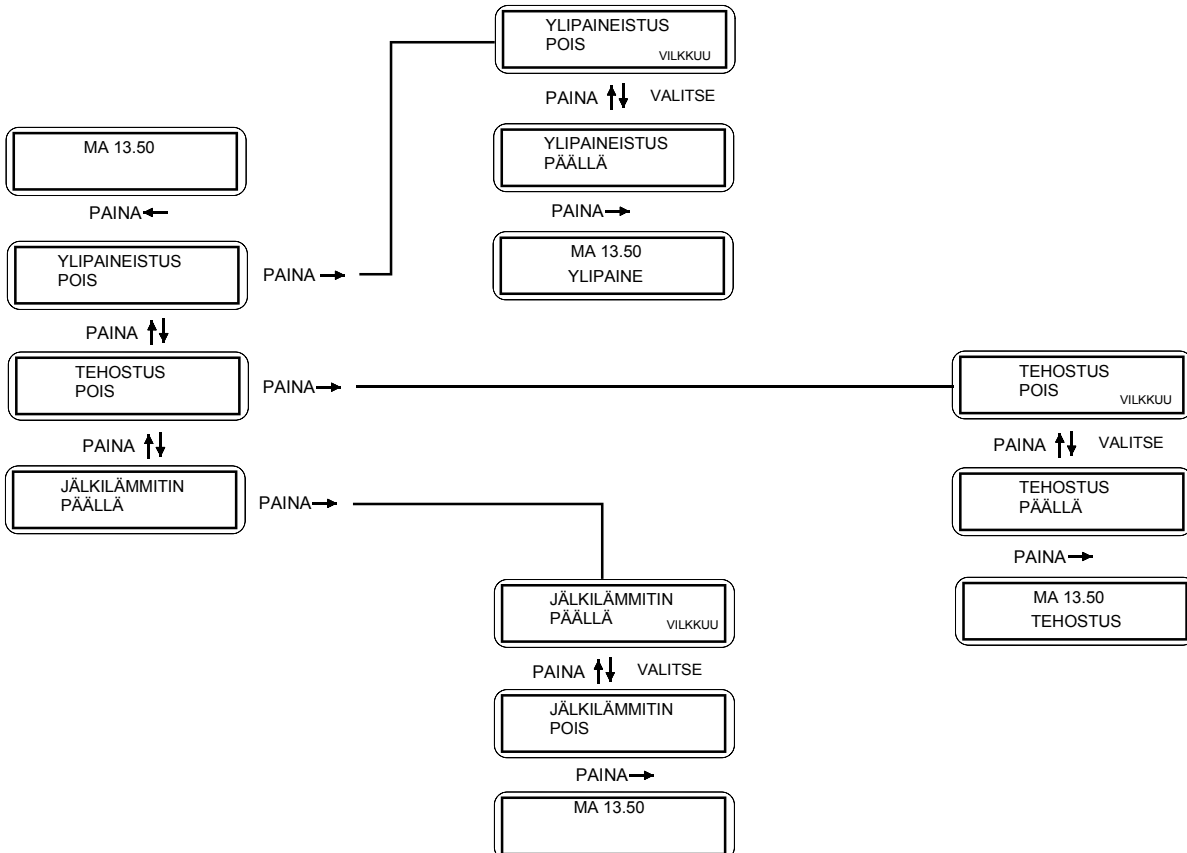 YLIPAINEISTUS
POIS
VILKKUU
PAINA VALITSE
YLIPAINEISTUS
PÄÄLLÄ
PAINA
MA 13.50
YLIPAINE
MA 13.50
PAINA
YLIPAINEISTUS
POIS
PAINA
PAINA
TEHOSTUS
POIS
PAINA
PAINA
JÄLKILÄMMITIN
PÄÄLLÄ
PAINA
TEHOSTUS
POIS
VILKKUU
PAINA VALITSE
TEHOSTUS
PÄÄLLÄ
PAINA
MA 13.50
TEHOSTUS
JÄLKILÄMMITIN
PÄÄLLÄ
VILKKUU
PAINA VALITSE
JÄLKILÄMMITIN
POIS
PAINA
MA 13.50